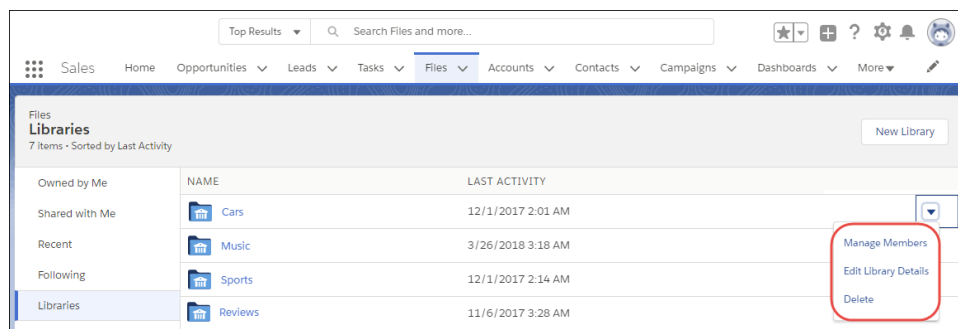 Top Results Search Files and more...
Sales Home Opportunities Leads Tasks Files Accounts Contacts Campaigns Dashboards More
Files
Libraries
7 items • Sorted by Last Activity
New Library
Owned by Me
Shared with Me
Recent
Following
Libraries
NAME LAST ACTIVITY
Cars 12/1/2017 2:01 AM
Music 3/26/2018 3:18 AM
Sports 12/1/2017 2:14 AM
Reviews 11/6/2017 3:28 AM
Manage Members
Edit Library Details
Delete